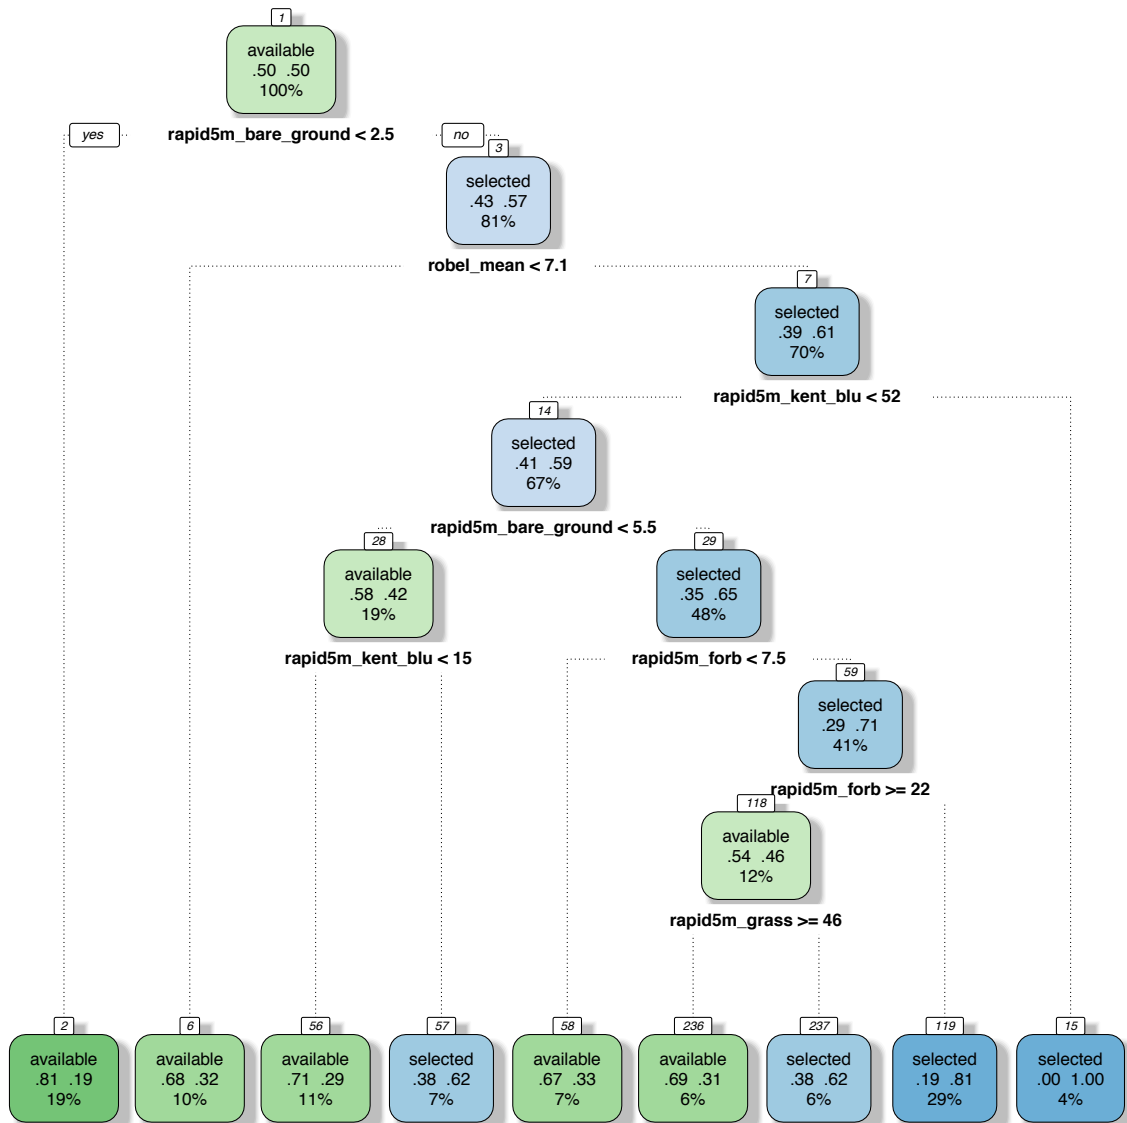 1
available
.50 .50
100%
yes
rapid5m_bare_ground < 2.5
no
3
selected
.43 .57
81%
robel_mean < 7.1
7
selected
.39 .61
70%
rapid5m_kent_blu < 52
14
selected
.41 .59
67%
rapid5m_bare_ground < 5.5
28
available
.58 .42
19%
29
selected
.35 .65
48%
rapid5m_kent_blu < 15
rapid5m_forb < 7.5
59
selected
.29 .71
41%
rapid5m_forb >= 22
118
available
.54 .46
12%
rapid5m_grass >= 46
2
available
.81 .19
19%
6
available
.68 .32
10%
56
available
.71 .29
11%
57
selected
.38 .62
7%
58
available
.67 .33
7%
236
available
.69 .31
6%
237
selected
.38 .62
6%
119
selected
.19 .81
29%
15
selected
.00 1.00
4%